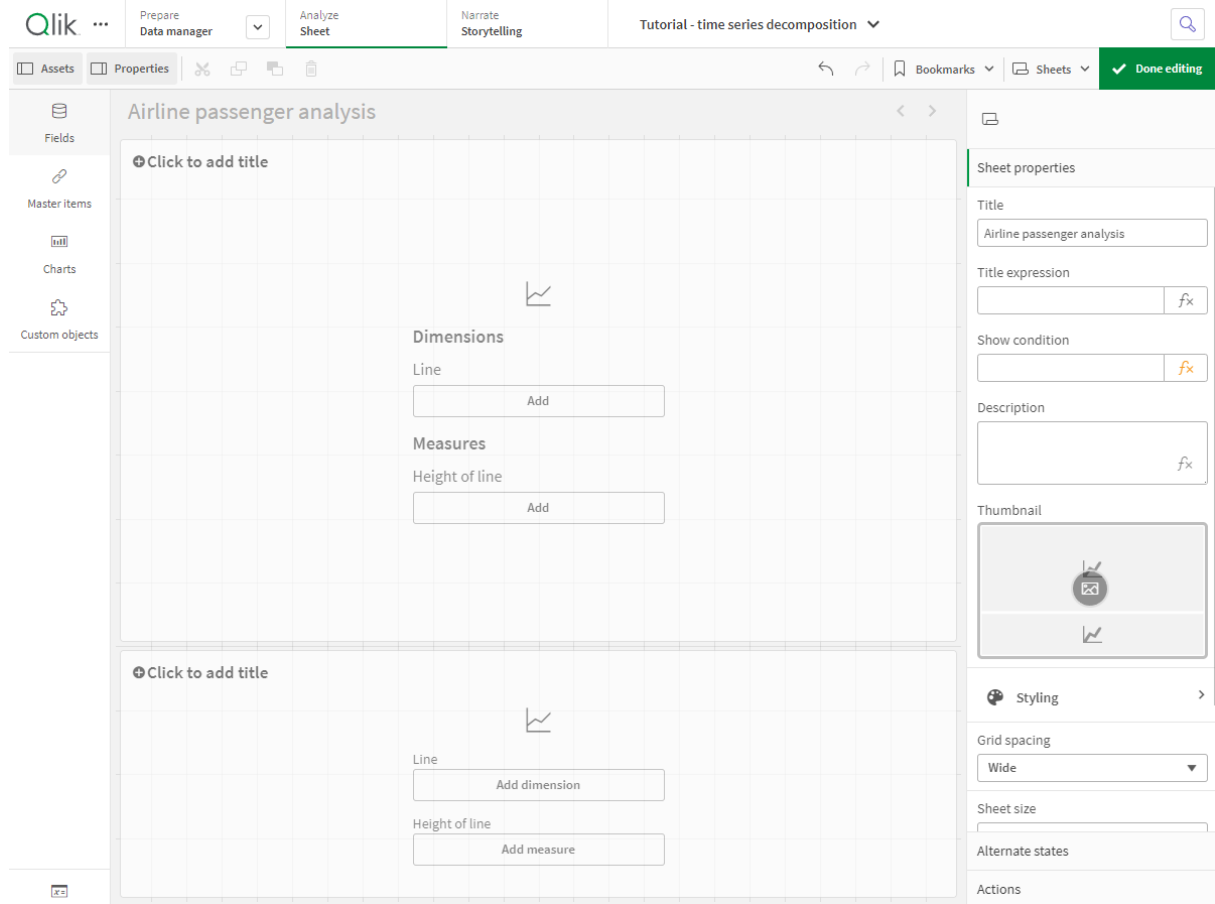 Qlik
Prepare
Data manager
Analyze
Sheet
Narrate
Storytelling
Tutorial - time series decomposition
Assets
Properties
Bookmarks
Sheets
Done editing
Fields
Master items
Charts
Custom objects
Airline passenger analysis
Click to add title
Dimensions
Line
Add
Measures
Height of line
Add
Click to add title
Line
Add dimension
Height of line
Add measure
Sheet properties
Title
Airline passenger analysis
Title expression
fx
Show condition
fx
Description
fx
Thumbnail
Styling
Grid spacing
Wide
Sheet size
Alternate states
Actions
x=